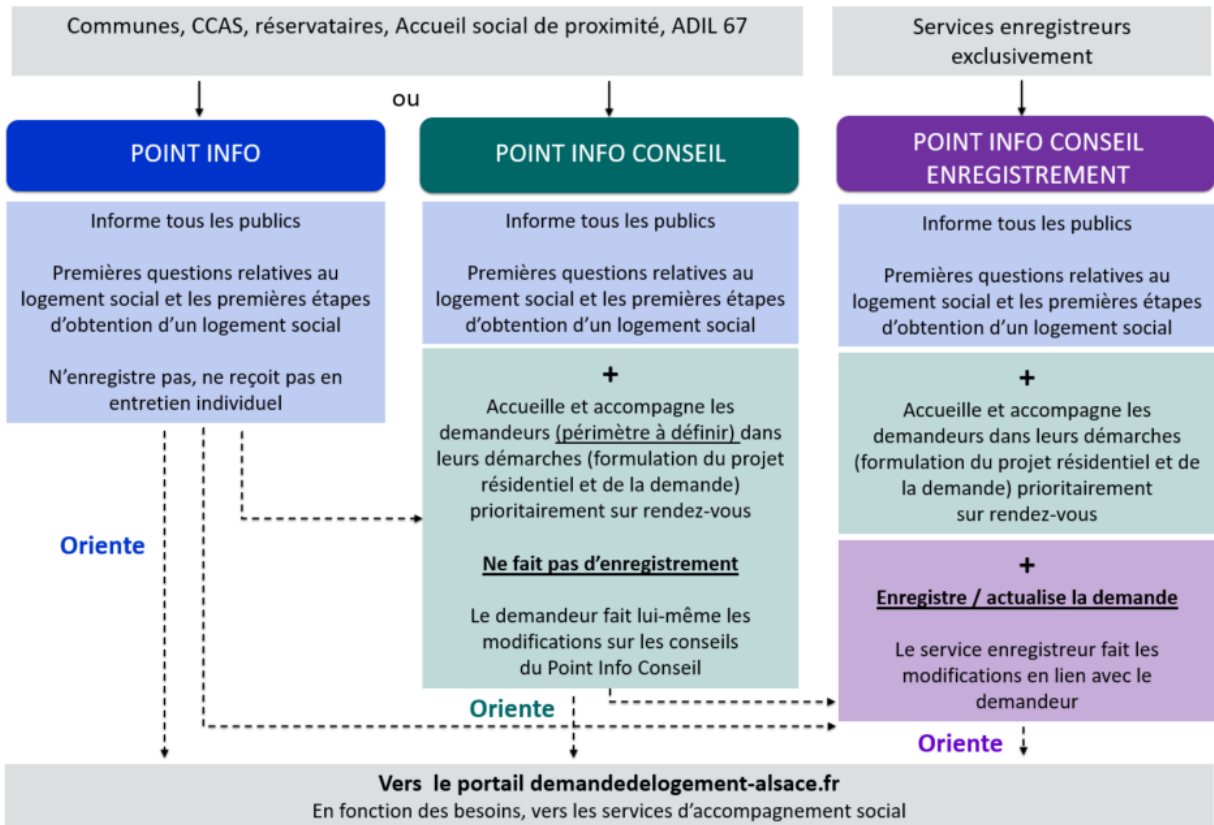 Communes, CCAS, réservataires, Accueil social de proximité, ADIL 67
Services enregistreurs
exclusivement
ou
POINT INFO
Informe tous les publics
Premières questions relatives au
logement social et les premières étapes
d'obtention d'un logement social
N'enregistre pas, ne reçoit pas en
entretien individuel
Oriente
POINT INFO CONSEIL
Informe tous les publics
Premières questions relatives au
logement social et les premières étapes
d'obtention d'un logement social
+
Accueille et accompagne les
demandeurs (périmètre à définir) dans
leurs démarches (formulation du projet
résidentiel et de la demande)
prioritairement sur rendez-vous
Ne fait pas d'enregistrement
Le demandeur fait lui-même les
modifications sur les conseils
du Point Info Conseil
Oriente
POINT INFO CONSEIL
ENREGISTREMENT
Informe tous les publics
Premières questions relatives au
logement social et les premières étapes
d'obtention d'un logement social
+
Accueille et accompagne les
demandeurs dans leurs démarches
(formulation du projet résidentiel et de
la demande) prioritairement
sur rendez-vous
+
Enregistre / actualise la demande
Le service enregistreur fait les
modifications en lien avec le
demandeur
Oriente
Vers le portail demandedelogement-alsace.fr
En fonction des besoins, vers les services d'accompagnement social